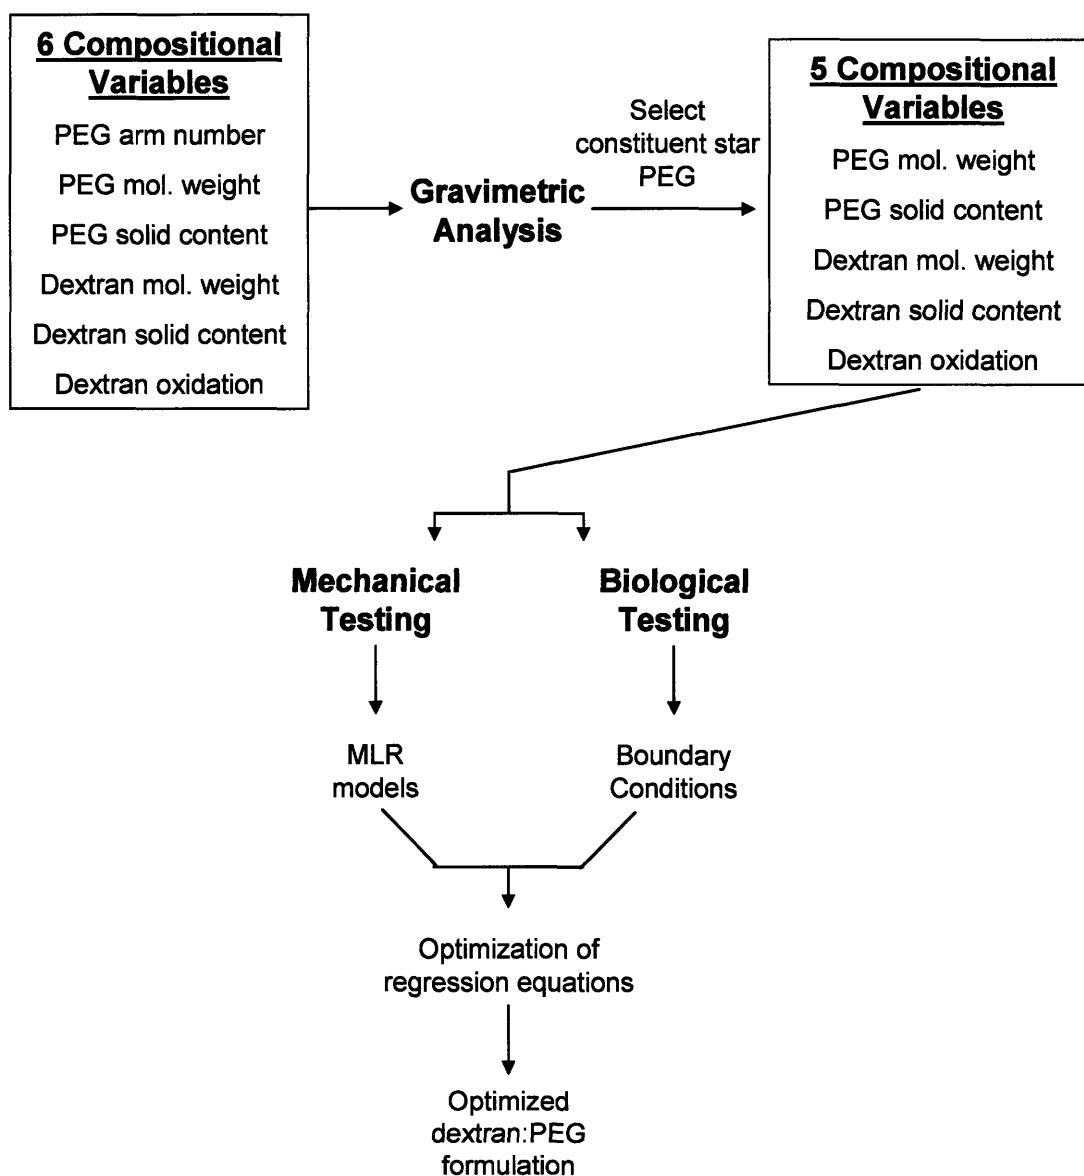 6 Compositional
Variables
PEG arm number
PEG mol. weight
PEG solid content
Dextran mol. weight
Dextran solid content
Dextran oxidation
Gravimetric
Analysis
Select
constituent star
PEG
5 Compositional
Variables
PEG mol. weight
PEG solid content
Dextran mol. weight
Dextran solid content
Dextran oxidation
Mechanical
Testing
Biological
Testing
MLR
models
Boundary
Conditions
Optimization of
regression equations
Optimized
dextran:PEG
formulation